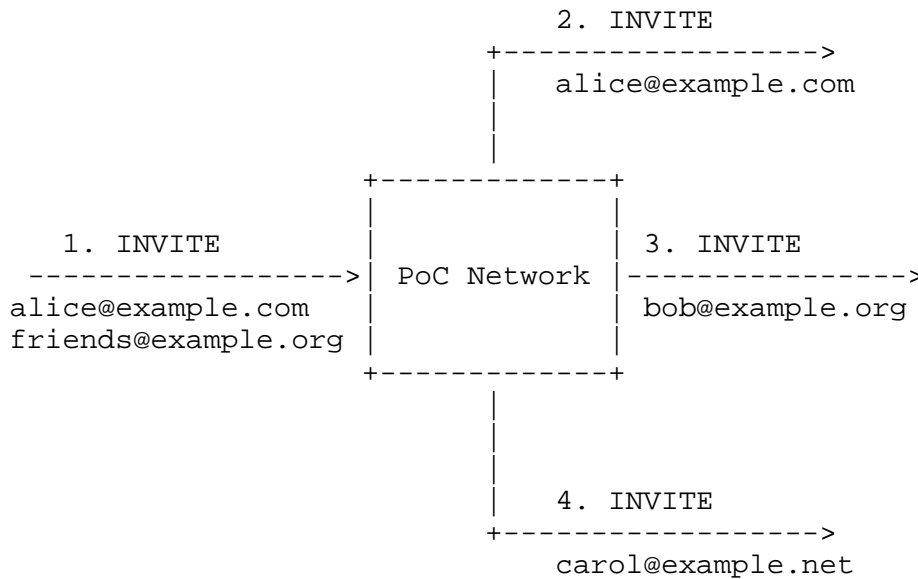 2. INVITE
alice@example.com
1. INVITE
PoC Network
3. INVITE
alice@example.com
bob@example.org
friends@example.org
4. INVITE
carol@example.net